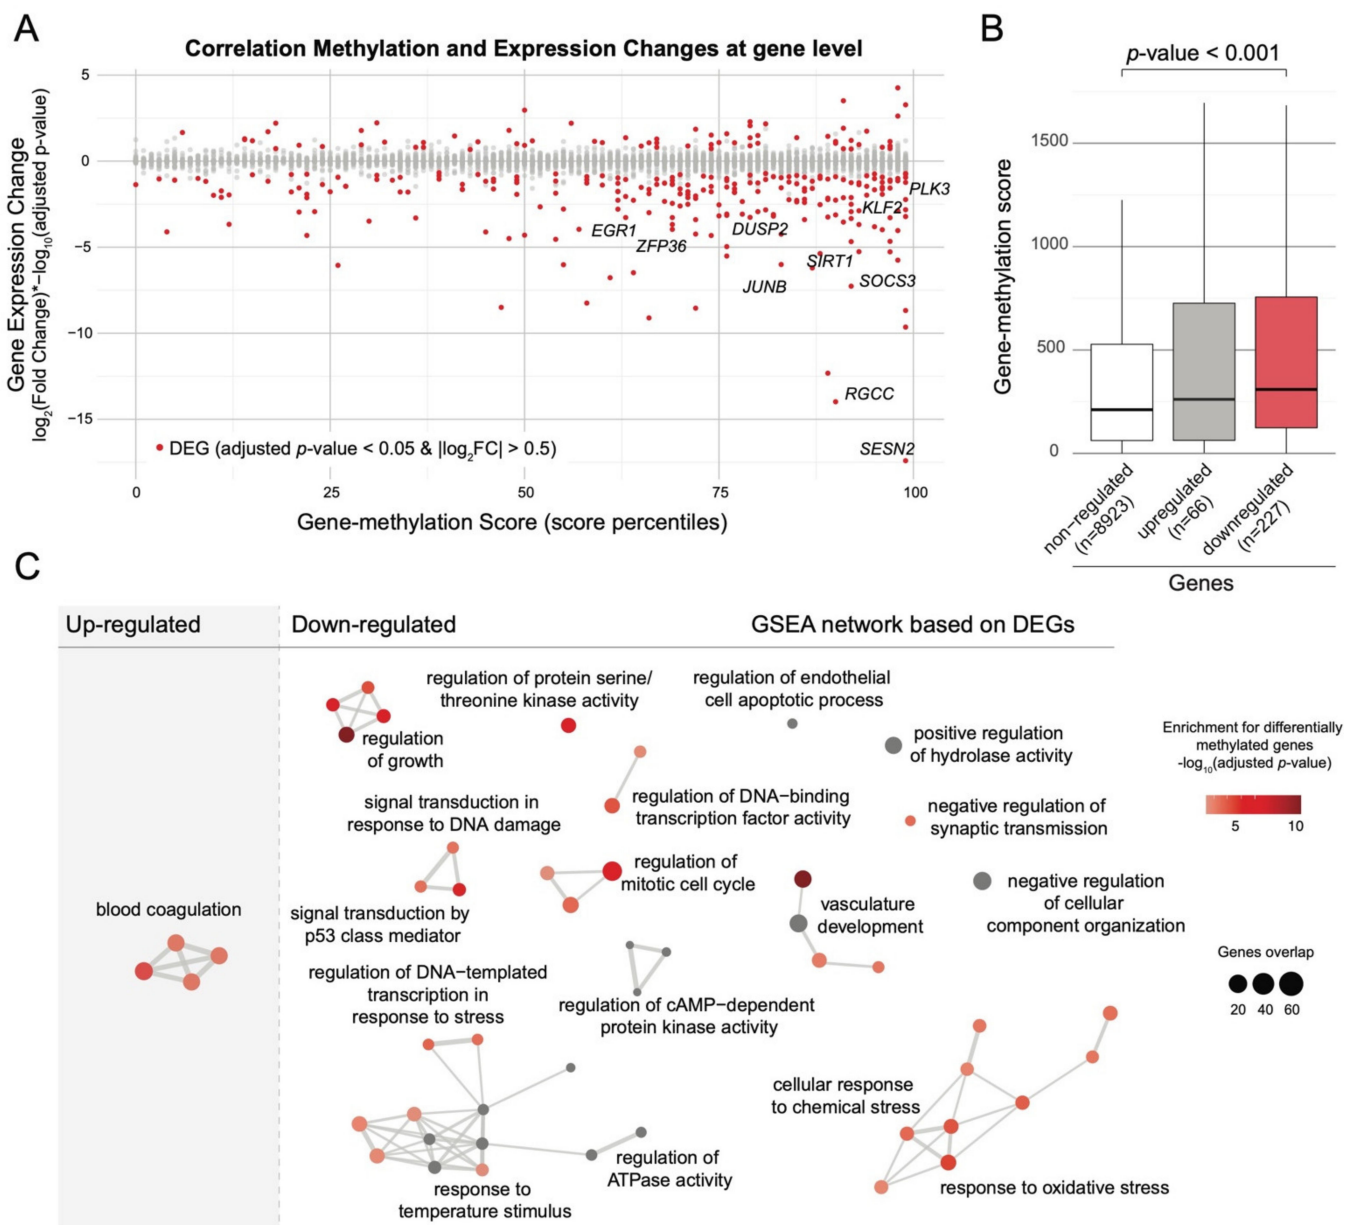 A
Correlation Methylation and Expression Changes at gene level
Gene Expression Change
log2(Fold Change)*−log10(adjusted p-value)
5
0
−5
−10
−15
EGR1
ZFP36
DUSP2
JUNB
SIRT1
KLF2
PLK3
SOCS3
RGCC
SESN2
DEG (adjusted p-value < 0.05 & |log2FC| > 0.5)
0
25
50
75
100
Gene-methylation Score (score percentiles)
B
p-value < 0.001
Gene-methylation score
1500
1000
500
0
non−regulated
(n=8923)
upregulated
(n=66)
downregulated
(n=227)
Genes
C
Up-regulated
Down-regulated
GSEA network based on DEGs
regulation of protein serine/
threonine kinase activity
regulation of endothelial
cell apoptotic process
regulation
of growth
positive regulation
of hydrolase activity
signal transduction in
response to DNA damage
regulation of DNA−binding
transcription factor activity
negative regulation of
synaptic transmission
regulation of
mitotic cell cycle
blood coagulation
signal transduction by
p53 class mediator
vasculature
development
negative regulation
of cellular
component organization
regulation of DNA−templated
transcription in
response to stress
regulation of cAMP−dependent
protein kinase activity
cellular response
to chemical stress
regulation of
ATPase activity
response to
temperature stimulus
response to oxidative stress
Enrichment for differentially
methylated genes
-log10(adjusted p-value)
5
10
Genes overlap
20 40 60